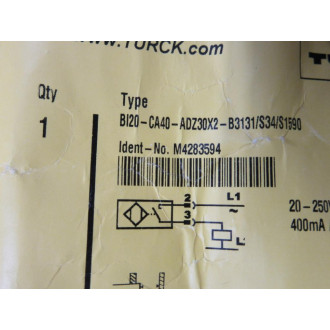 www.TURCK.com
Qty
1
Type
BI20-CA40-ADZ30X2-B3131/S34/S1590
Ident-No. M4283594
2
L1
~
3
20-250V
400mA